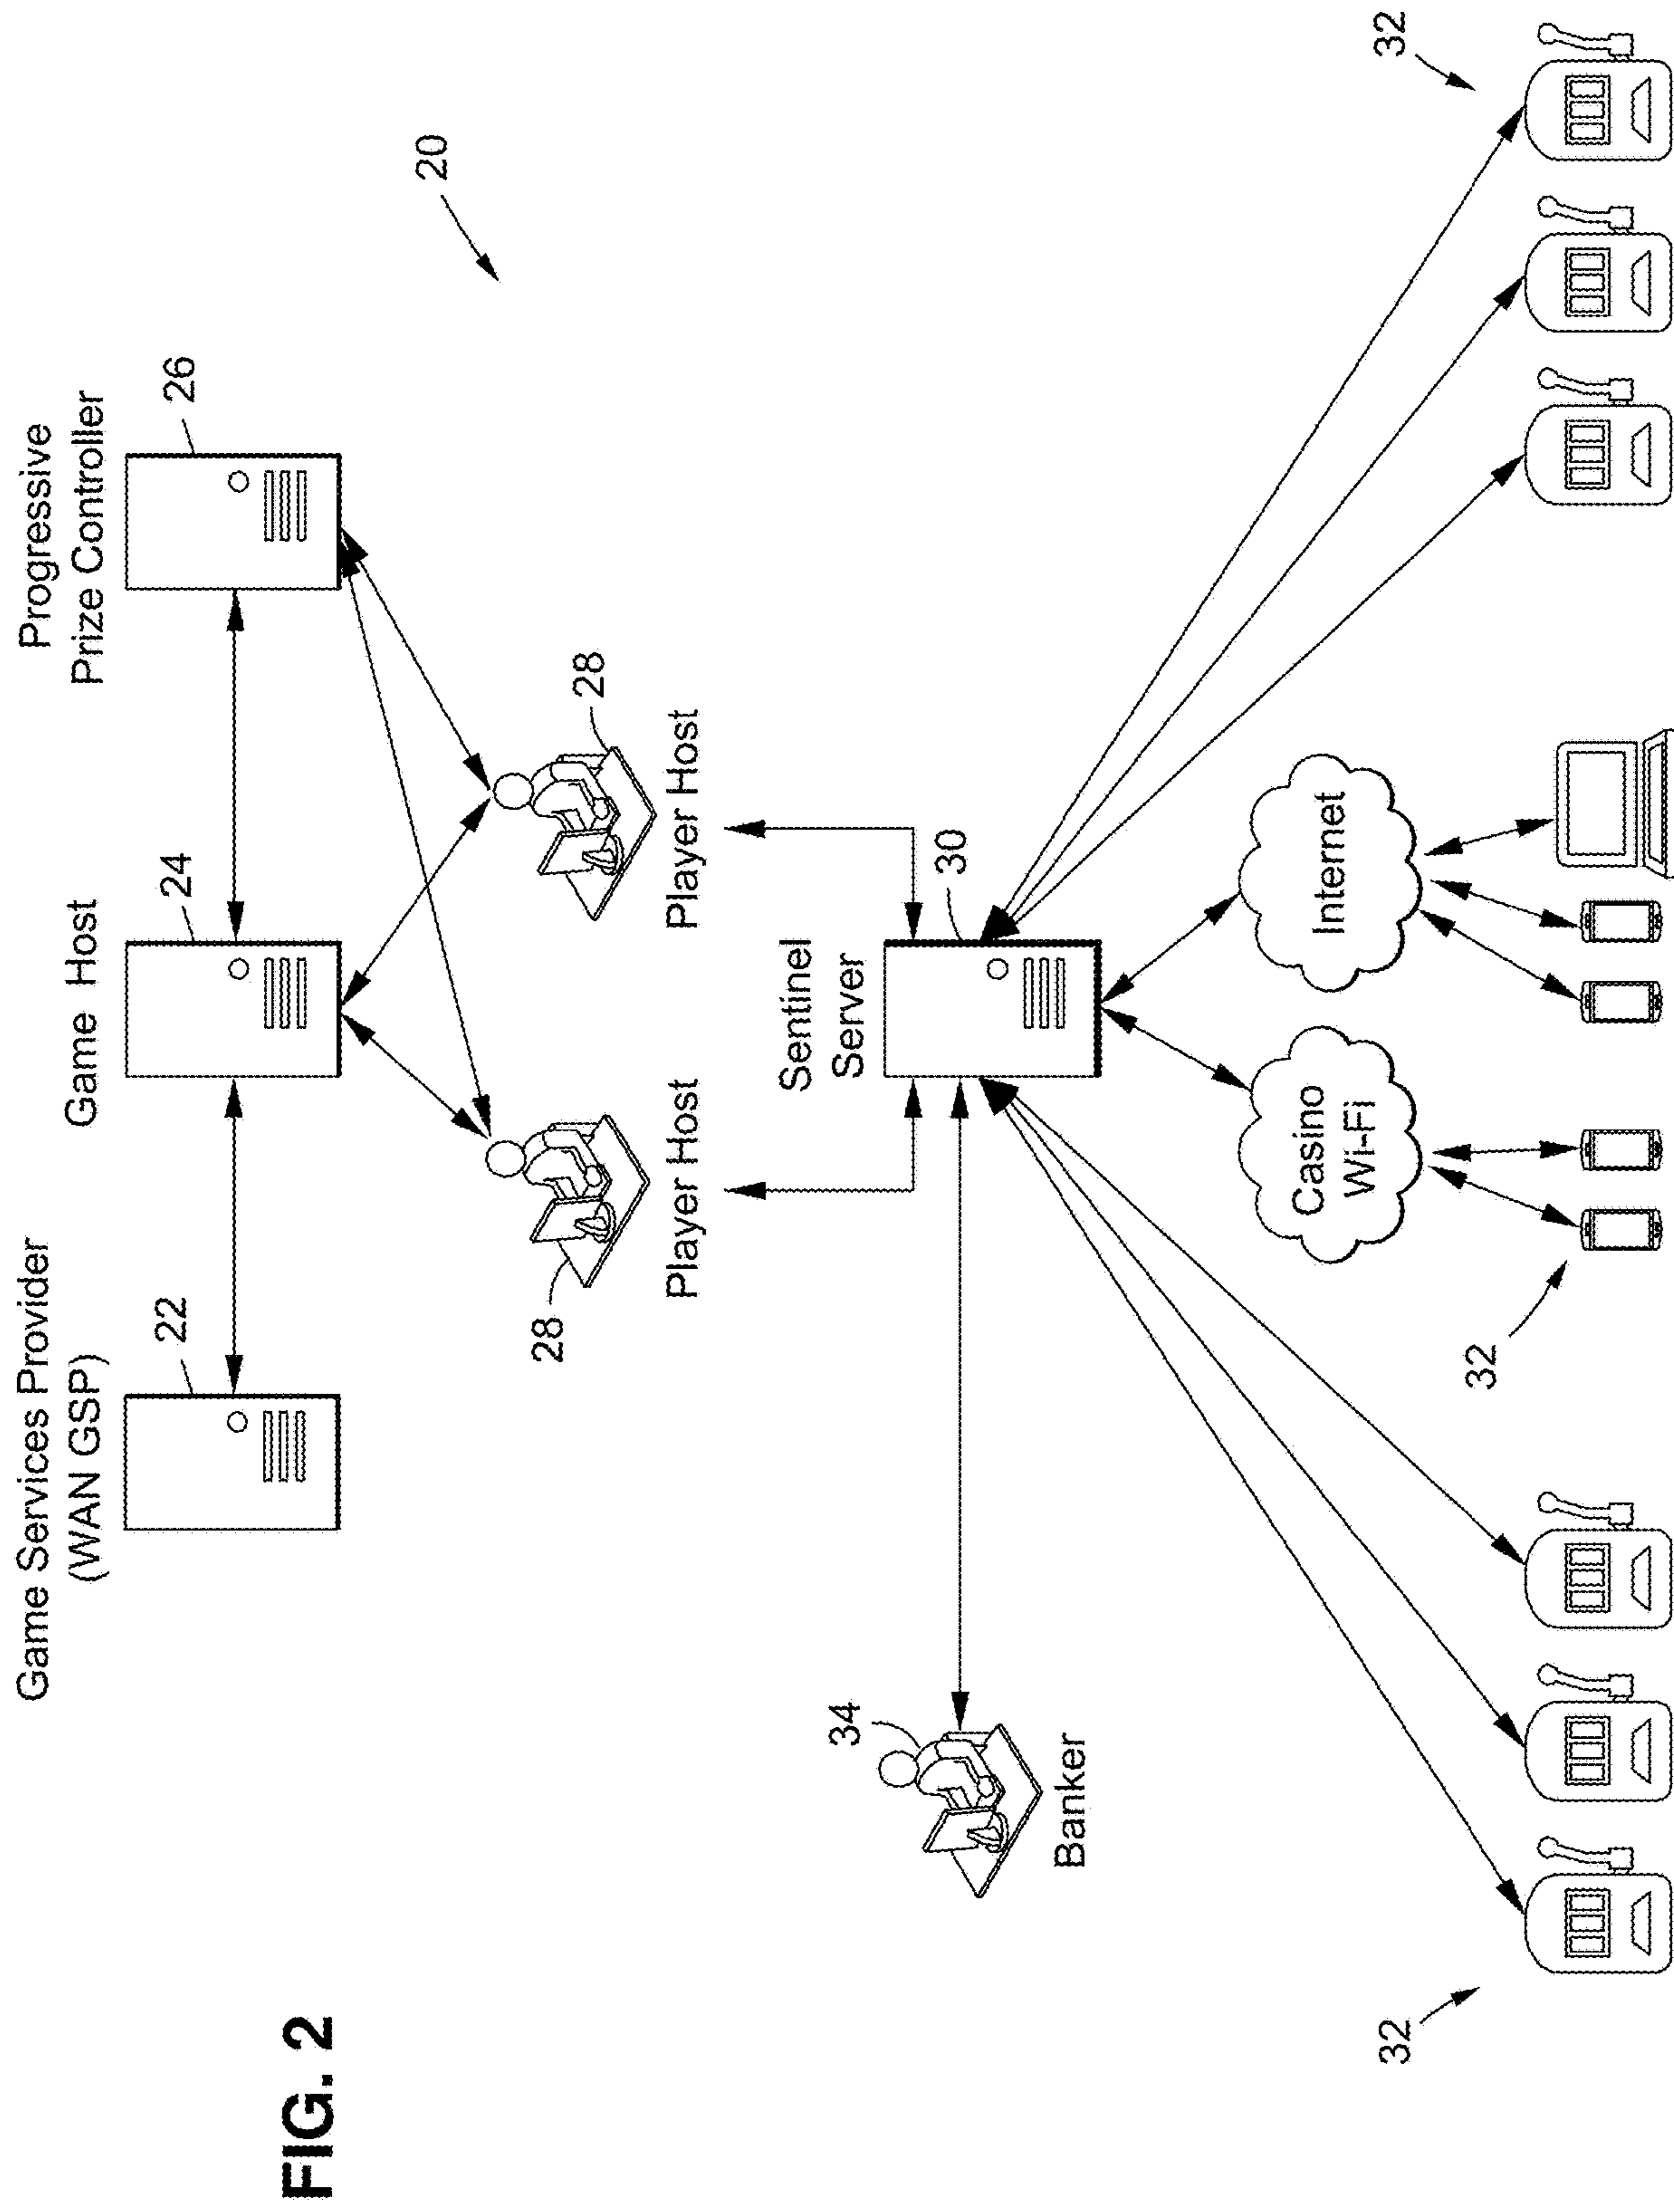 FIG. 2
Game Services Provider
(WAN GSP)
22
Game Host
24
Progressive
Prize Controller
26
20
28
Player Host
28
Player Host
34
Banker
Sentinel
Server
30
Casino
Wi-Fi
Internet
32
32
32